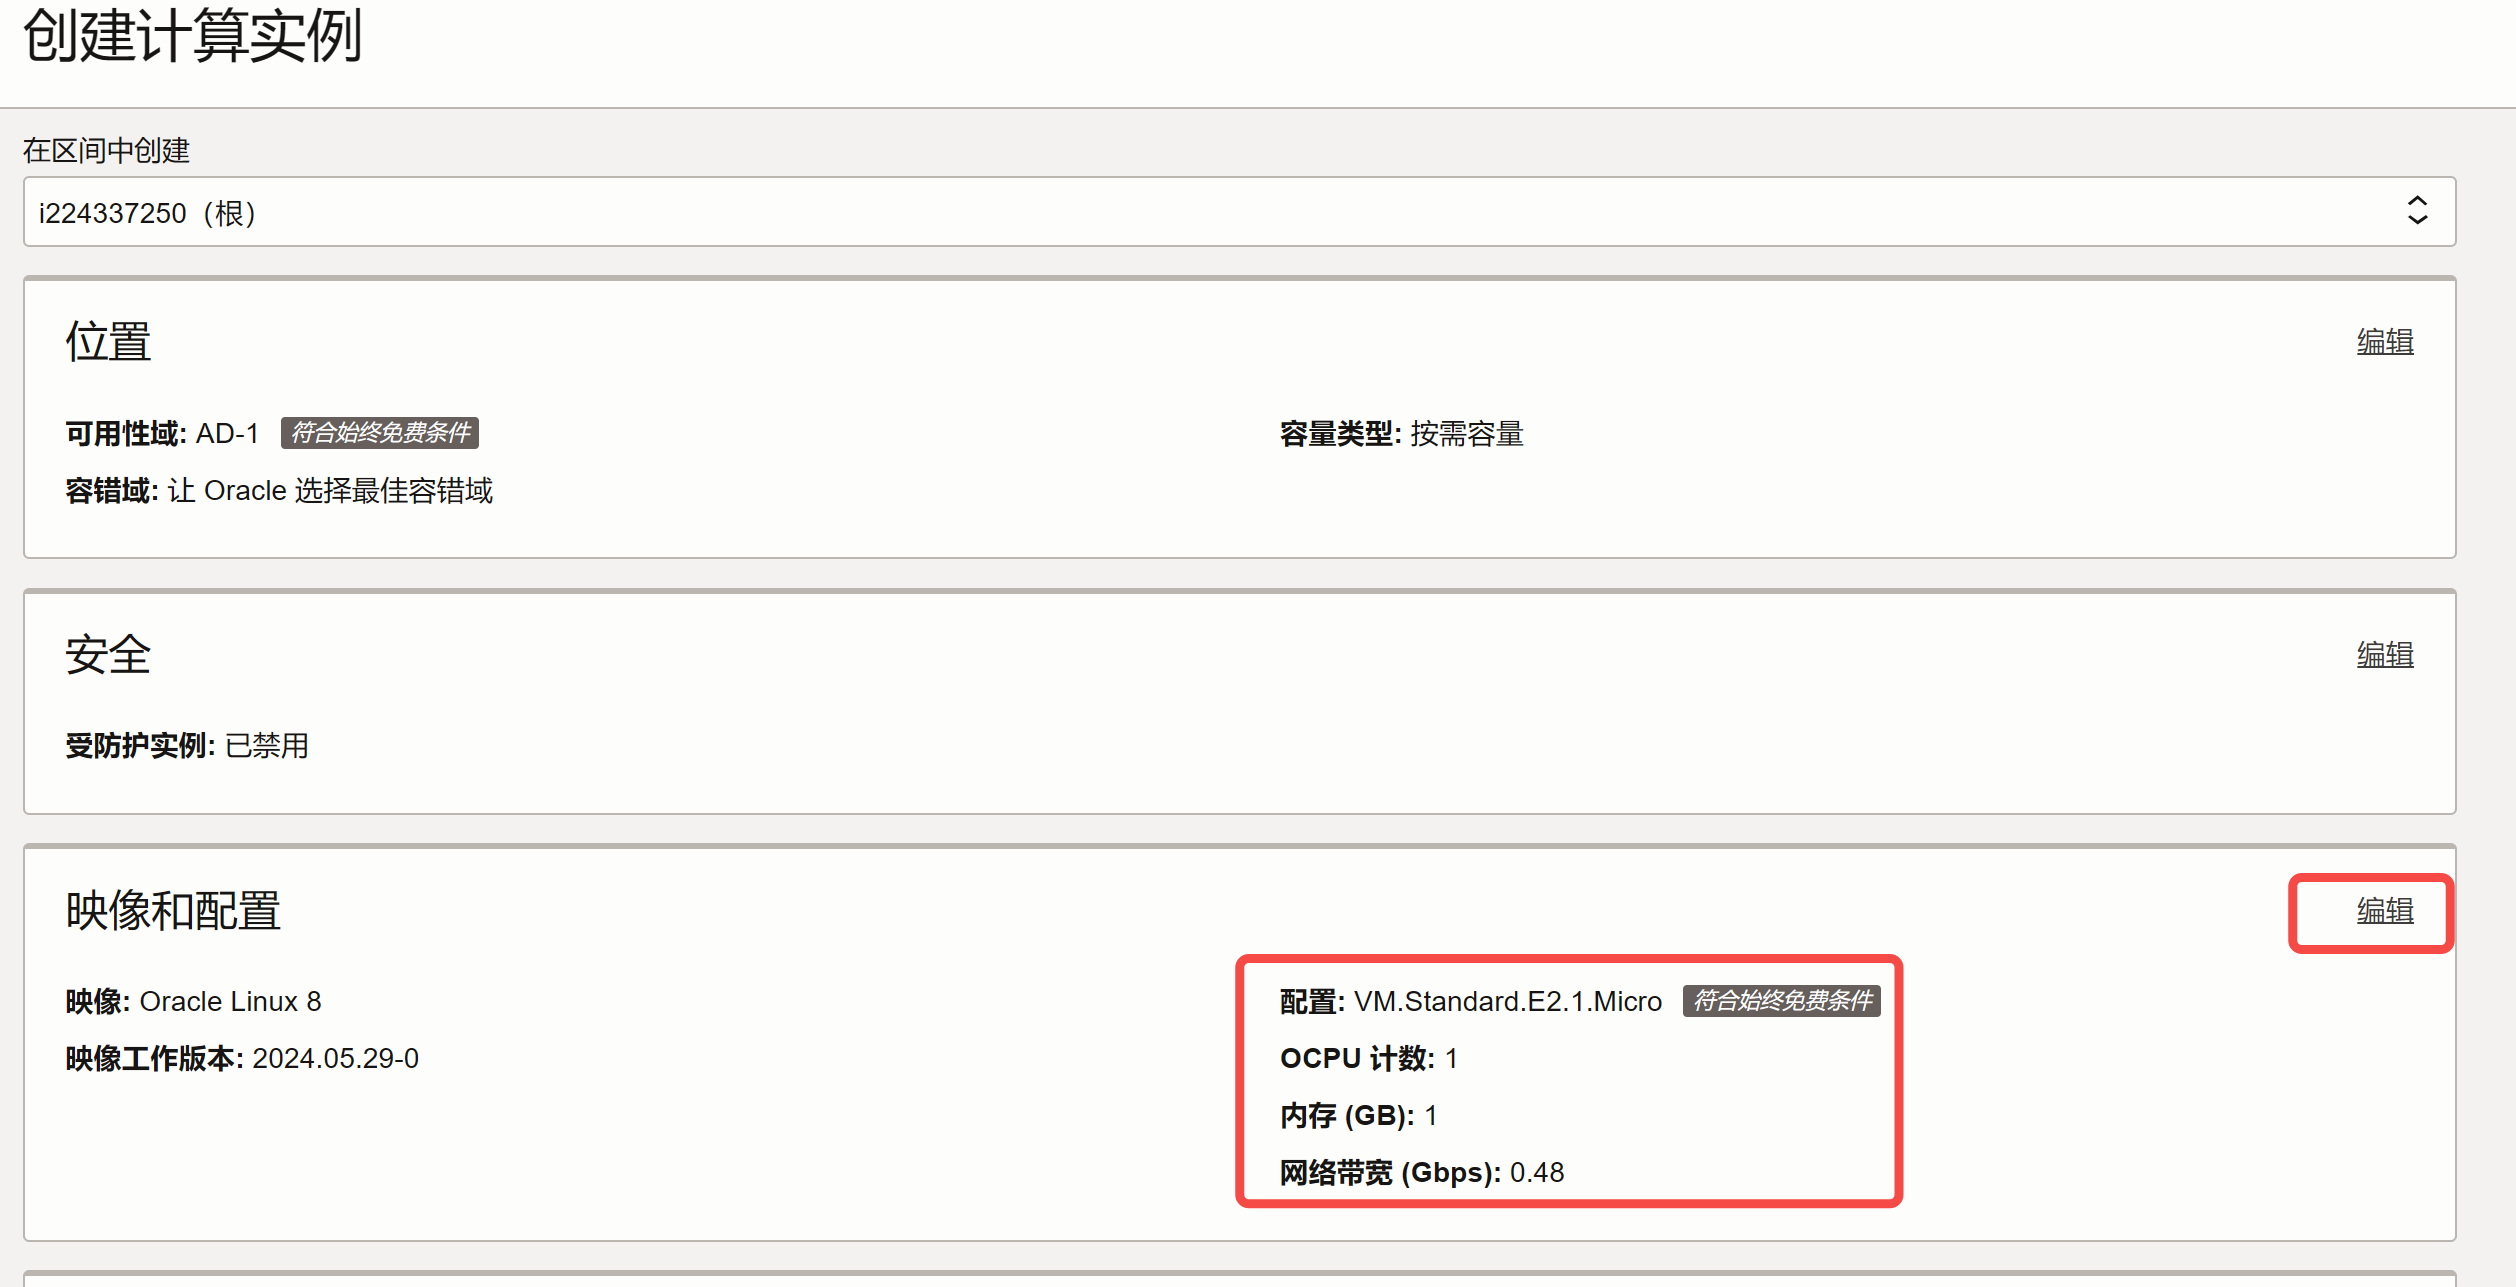 创建计算实例
在区间中创建
i224337250（根）
位置
编辑
可用性域: AD-1 符合始终免费条件
容量类型: 按需容量
容错域: 让 Oracle 选择最佳容错域
安全
编辑
受防护实例: 已禁用
映像和配置
编辑
映像: Oracle Linux 8
映像工作版本: 2024.05.29-0
配置: VM.Standard.E2.1.Micro 符合始终免费条件
OCPU 计数: 1
内存 (GB): 1
网络带宽 (Gbps): 0.48